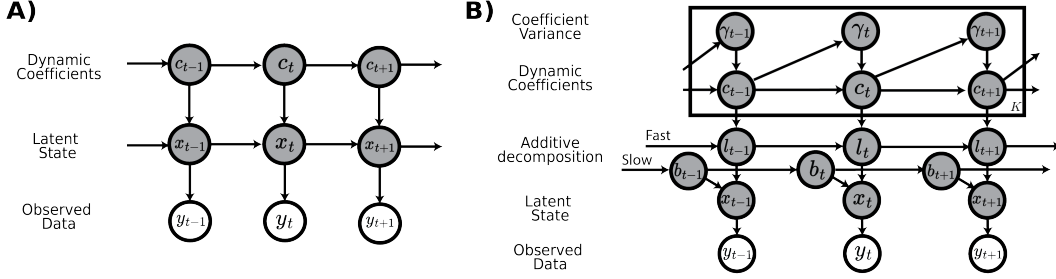 A)
Dynamic
Coefficients
c_{t−1} c_t c_{t+1}
Latent
State
x_{t−1} x_t x_{t+1}
Observed
Data
y_{t−1} y_t y_{t+1}
B)
Coefficient
Variance
γ_{t−1} γ_t γ_{t+1}
Dynamic
Coefficients
c_{t−1} c_t c_{t+1}
K
Additive
decomposition
Fast
l_{t−1} l_t l_{t+1}
Slow
b_{t−1} b_t b_{t+1}
Latent
State
x_{t−1} x_t x_{t+1}
Observed
Data
y_{t−1} y_t y_{t+1}